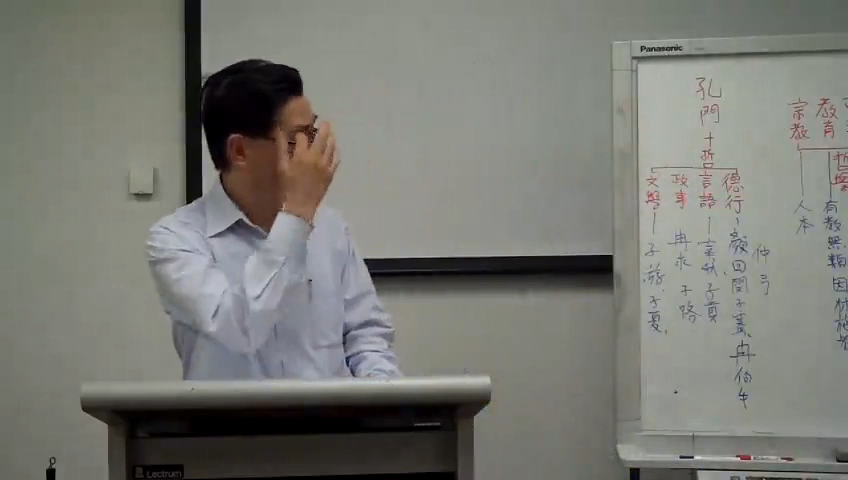 Panasonic
孔門十哲
德行
言語
政事
文學
顏回 閔子騫 冉伯牛
仲弓
宰我 子貢
冉求 子路
子游 子夏
教育
宗教
人本
哲學
有教無類
Lectrum